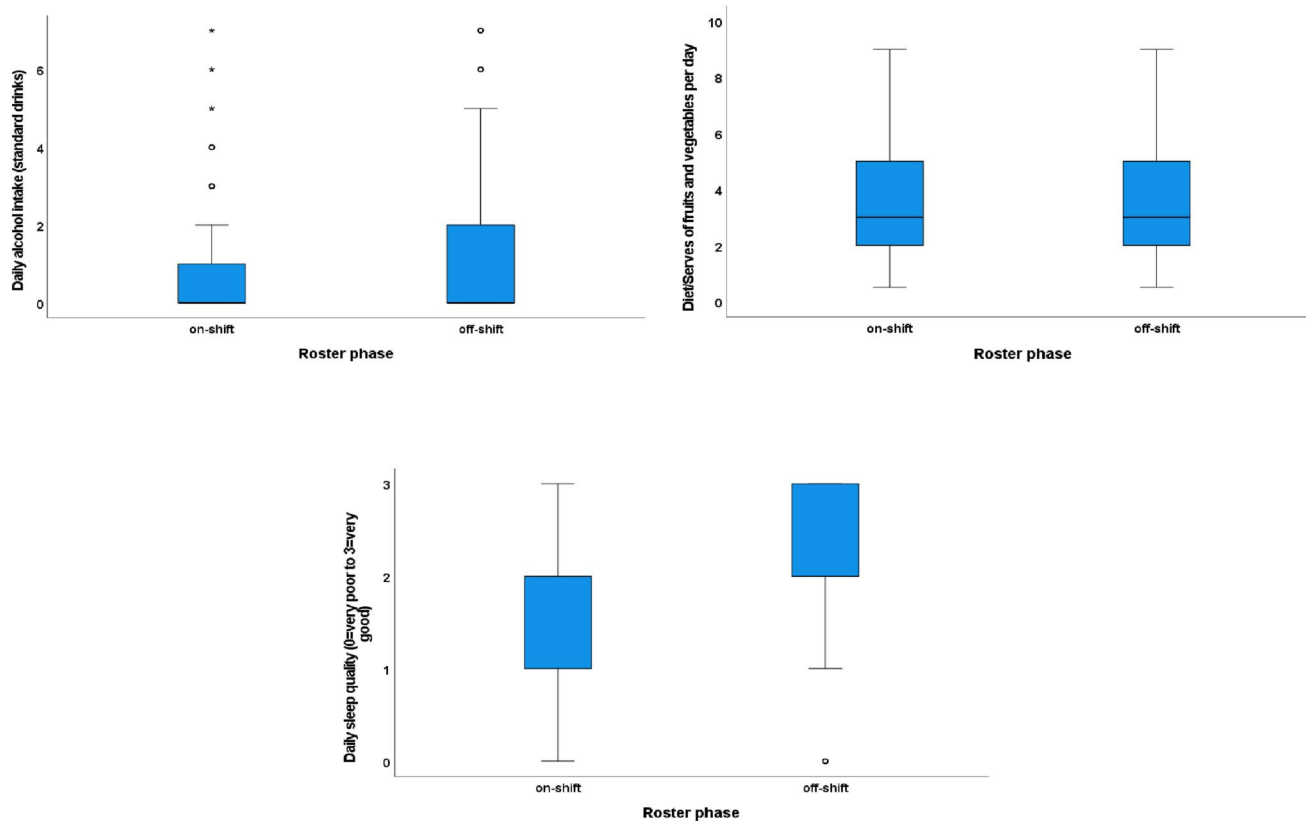 Daily alcohol intake (standard drinks)
6
4
2
0
on-shift
off-shift
Roster phase
Diet/Serves of fruits and vegetables per day
10
8
6
4
2
0
on-shift
off-shift
Roster phase
Daily sleep quality (0=very poor to 3=very
good)
3
2
1
0
on-shift
off-shift
Roster phase